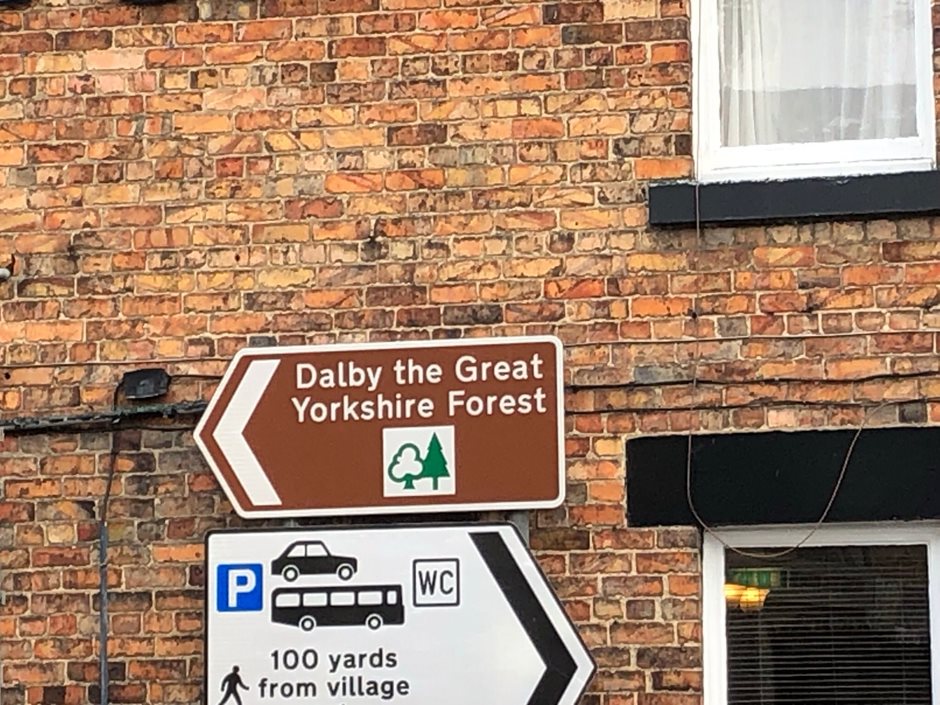 Dalby the Great
Yorkshire Forest
P
WC
100 yards
from village